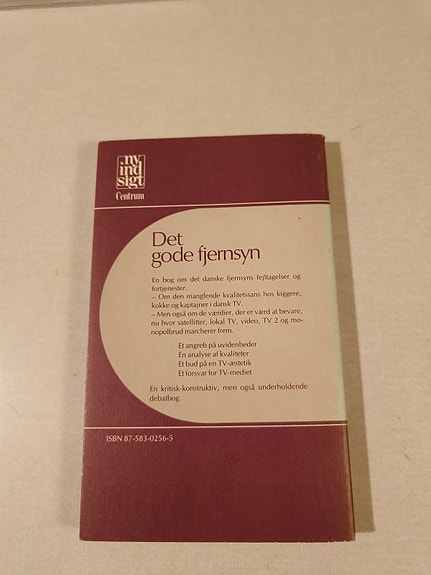 ny
ind
sigt
Centrum
Det
gode fjernsyn
En bog om det danske fjernsyns fejltagelser og
fortjenester.
– Om den manglende kvalitetssans hos kiggere,
kokke og kaptajner i dansk TV.
– Men også om de værdier, der er værd at bevare,
nu hvor satellitter, lokal TV, video, TV 2 og mo-
nopolbrud marcherer frem.
Et angreb på uvidenheder
En analyse af kvaliteter
Et bud på en TV-æstetik
Et forsvar for TV-mediet
En kritisk-konstruktiv, men også underholdende
debatbog.
ISBN 87-583-0256-5